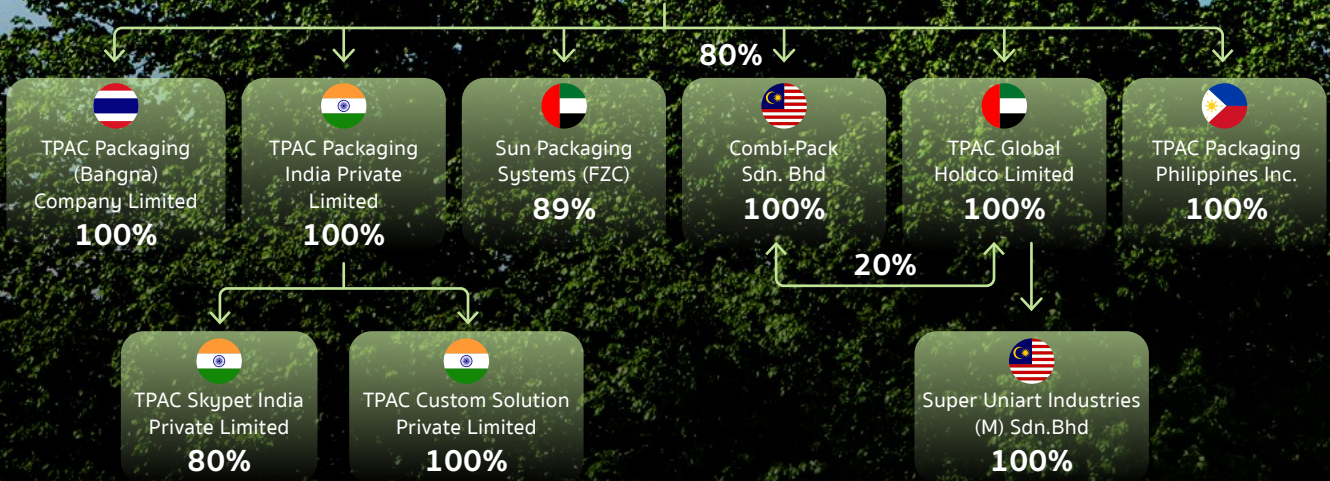 80%
TPAC Packaging
(Bangna)
Company Limited
100%
TPAC Packaging
India Private
Limited
100%
Sun Packaging
Systems (FZC)
89%
Combi-Pack
Sdn. Bhd
100%
TPAC Global
Holdco Limited
100%
TPAC Packaging
Philippines Inc.
100%
20%
TPAC Skypet India
Private Limited
80%
TPAC Custom Solution
Private Limited
100%
Super Uniart Industries
(M) Sdn.Bhd
100%